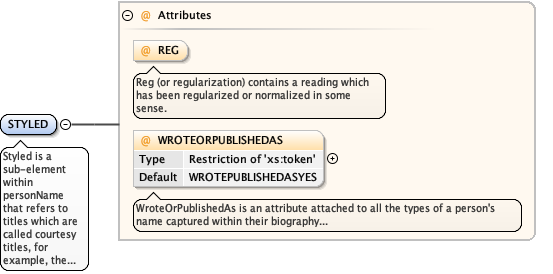 @ Attributes
@ REG
Reg (or regularization) contains a reading which
has been regularized or normalized in some
sense.
STYLED
@ WROTEORPUBLISHEDAS
Type Restriction of 'xs:token'
Default WROTEPUBLISHEDASYES
Styled is a
sub-element
within
personName
that refers to
titles which are
called courtesy
titles, for
example, the...
WroteOrPublishedAs is an attribute attached to all the types of a person's
name captured within their biography...